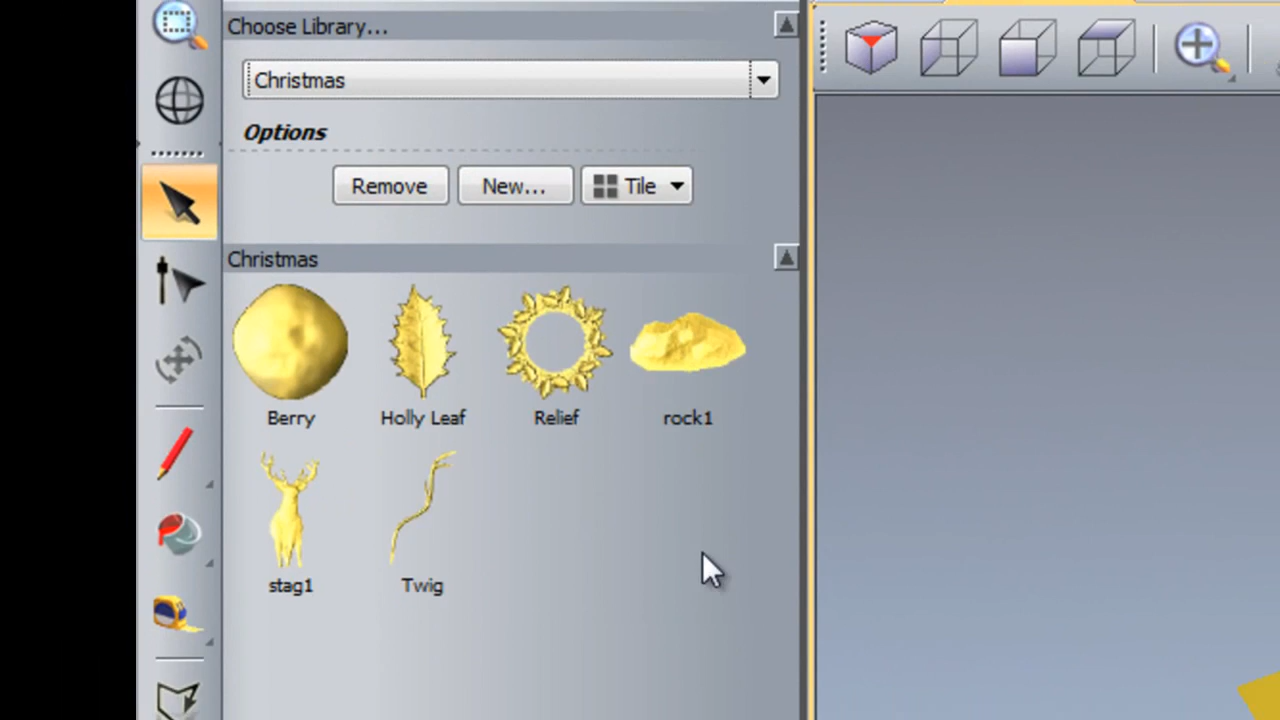 Choose Library...
Christmas
Options
Remove New... Tile
Christmas
Berry Holly Leaf Relief rock1
stag1 Twig